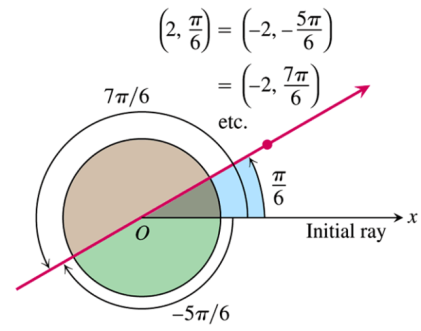 (2, π/6) = (−2, −5π/6)
= (−2, 7π/6)
etc.
7π/6
π/6
O
x
Initial ray
−5π/6